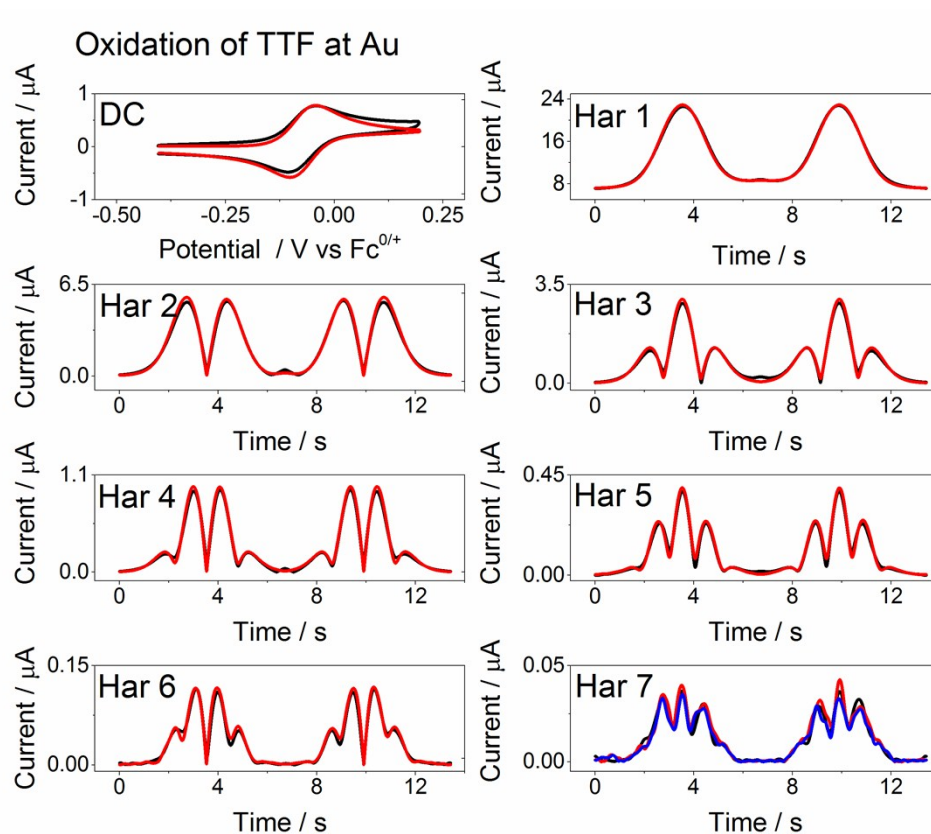 Oxidation of TTF at Au
Current / µA
1
0
-1
DC
-0.50 -0.25 0.00 0.25
Potential / V vs Fc0/+
Current / µA
24
16
8
Har 1
0 4 8 12
Time / s
Current / µA
6.5
0.0
Har 2
0 4 8 12
Time / s
Current / µA
3.5
0.0
Har 3
0 4 8 12
Time / s
Current / µA
1.1
0.0
Har 4
0 4 8 12
Time / s
Current / µA
0.45
0.00
Har 5
0 4 8 12
Time / s
Current / µA
0.15
0.00
Har 6
0 4 8 12
Time / s
Current / µA
0.05
0.00
Har 7
0 4 8 12
Time / s